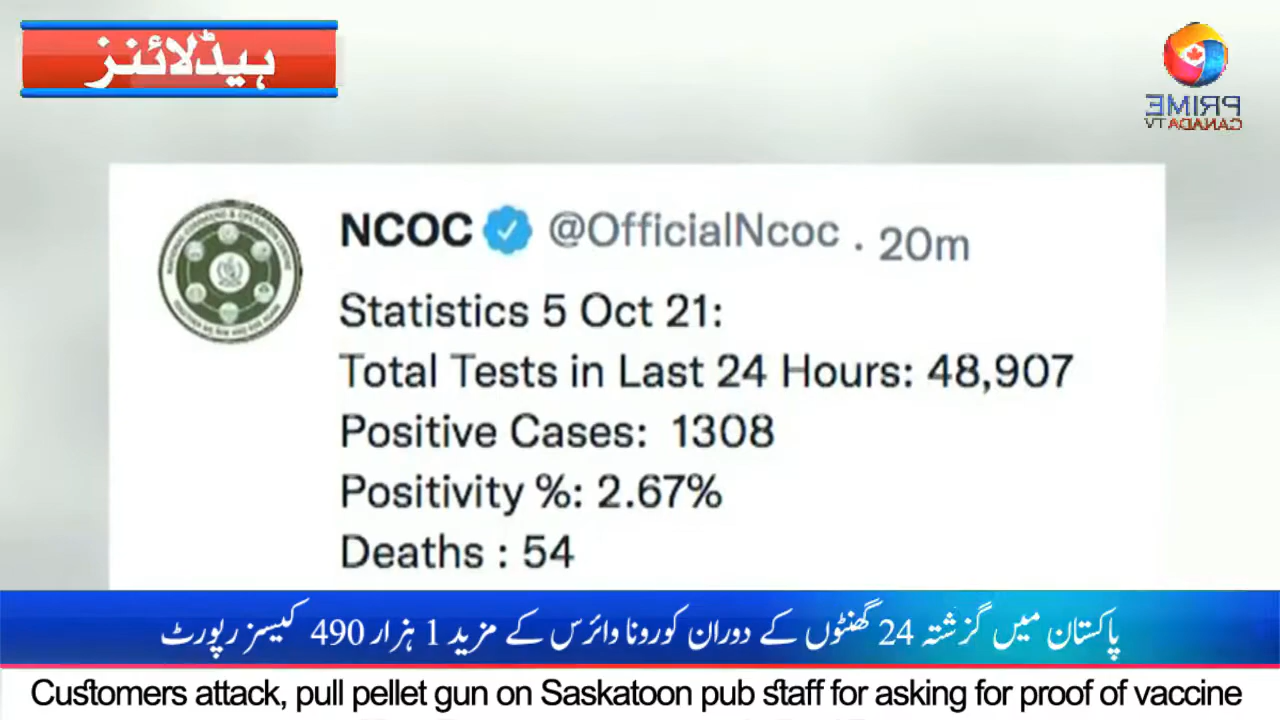 ہیڈلائنز
PRIME
CANADA TV
NCOC @OfficialNcoc . 20m
Statistics 5 Oct 21:
Total Tests in Last 24 Hours: 48,907
Positive Cases: 1308
Positivity %: 2.67%
Deaths : 54
پاکستان میں گزشتہ 24 گھنٹوں کے دوران کورونا وائرس کے مزید 1 ہزار 490 کیسز رپورٹ
Customers attack, pull pellet gun on Saskatoon pub staff for asking for proof of vaccine